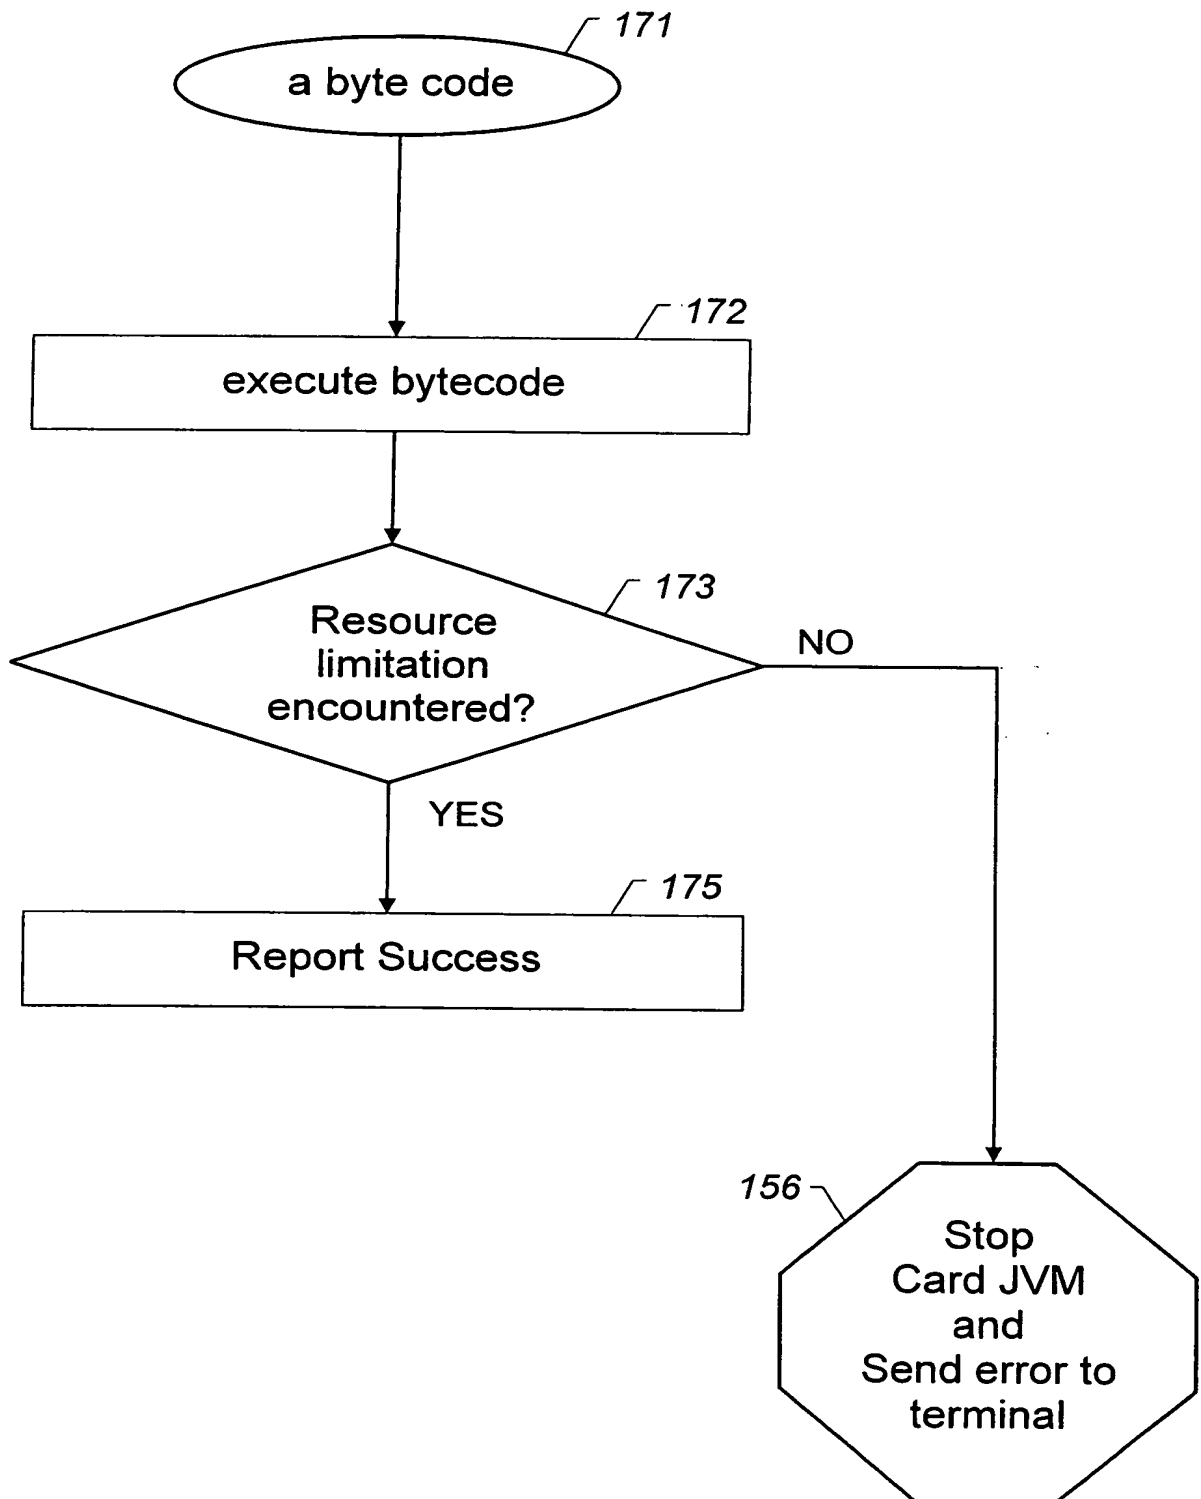 171
a byte code
172
execute bytecode
173
Resource
limitation
encountered?
NO
YES
175
Report Success
156
Stop
Card JVM
and
Send error to
terminal